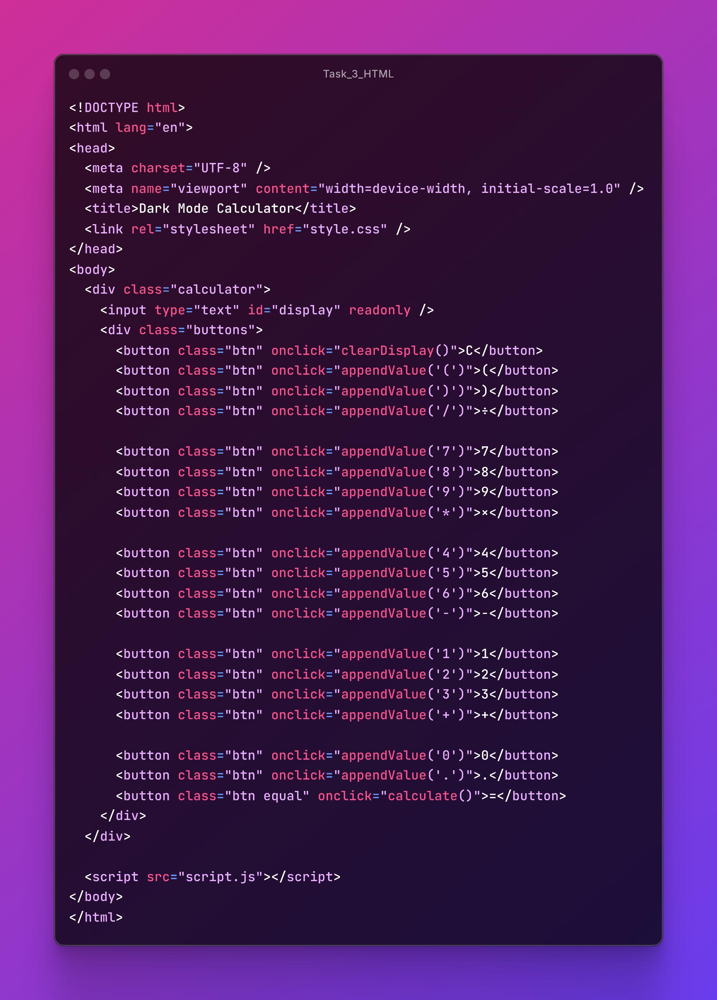 Task_3_HTML
<!DOCTYPE html>
<html lang="en">
<head>
  <meta charset="UTF-8" />
  <meta name="viewport" content="width=device-width, initial-scale=1.0" />
  <title>Dark Mode Calculator</title>
  <link rel="stylesheet" href="style.css" />
</head>
<body>
  <div class="calculator">
    <input type="text" id="display" readonly />
    <div class="buttons">
      <button class="btn" onclick="clearDisplay()">C</button>
      <button class="btn" onclick="appendValue('(')">(</button>
      <button class="btn" onclick="appendValue(')')">)</button>
      <button class="btn" onclick="appendValue('/')">÷</button>

      <button class="btn" onclick="appendValue('7')">7</button>
      <button class="btn" onclick="appendValue('8')">8</button>
      <button class="btn" onclick="appendValue('9')">9</button>
      <button class="btn" onclick="appendValue('*')">×</button>

      <button class="btn" onclick="appendValue('4')">4</button>
      <button class="btn" onclick="appendValue('5')">5</button>
      <button class="btn" onclick="appendValue('6')">6</button>
      <button class="btn" onclick="appendValue('-')">-</button>

      <button class="btn" onclick="appendValue('1')">1</button>
      <button class="btn" onclick="appendValue('2')">2</button>
      <button class="btn" onclick="appendValue('3')">3</button>
      <button class="btn" onclick="appendValue('+')">+</button>

      <button class="btn" onclick="appendValue('0')">0</button>
      <button class="btn" onclick="appendValue('.')">.</button>
      <button class="btn equal" onclick="calculate()">=</button>
    </div>
  </div>

  <script src="script.js"></script>
</body>
</html>